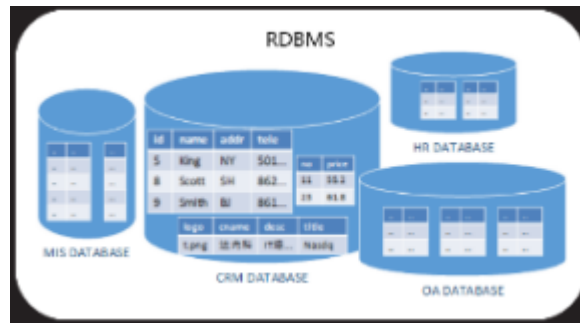 RDBMS
id name addr tele
5 King NY 501...
8 Scott SH 862...
9 Smith BJ 861...
no price
11
23
logo cname desc title
t.png Nasdq
MIS DATABASE
CRM DATABASE
HR DATABASE
OA DATABASE